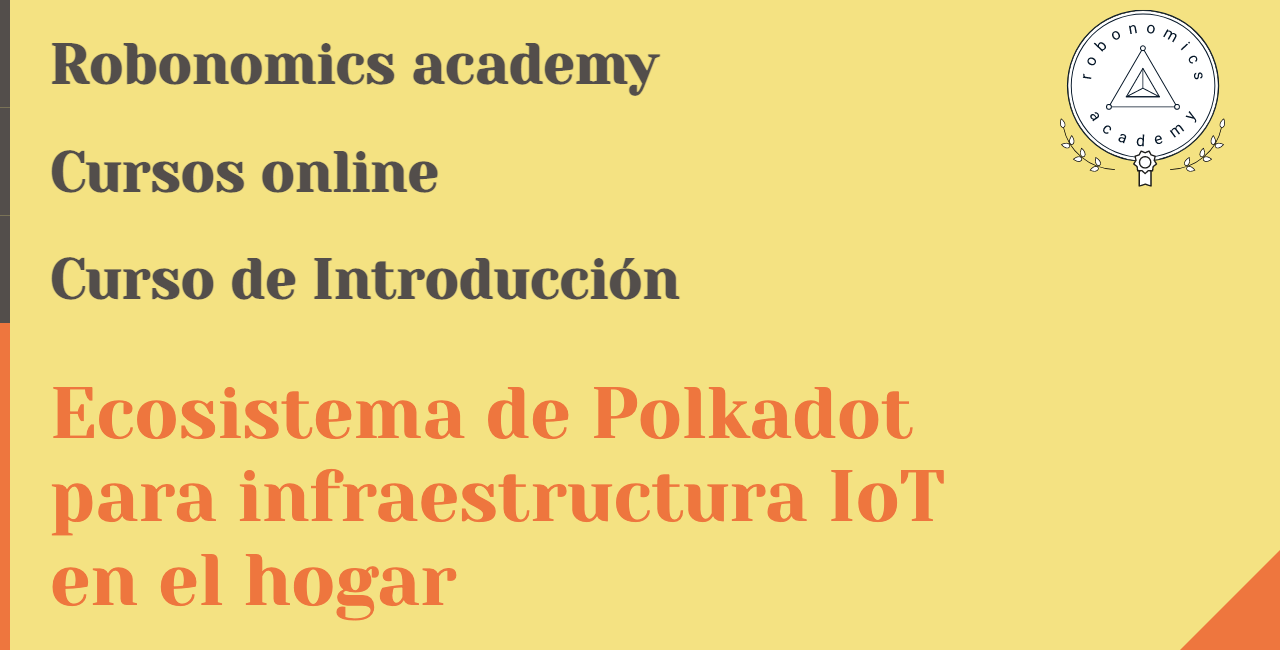 Robonomics academy
robonomics
academy
Cursos online
Curso de Introducción
Ecosistema de Polkadot
para infraestructura IoT
en el hogar